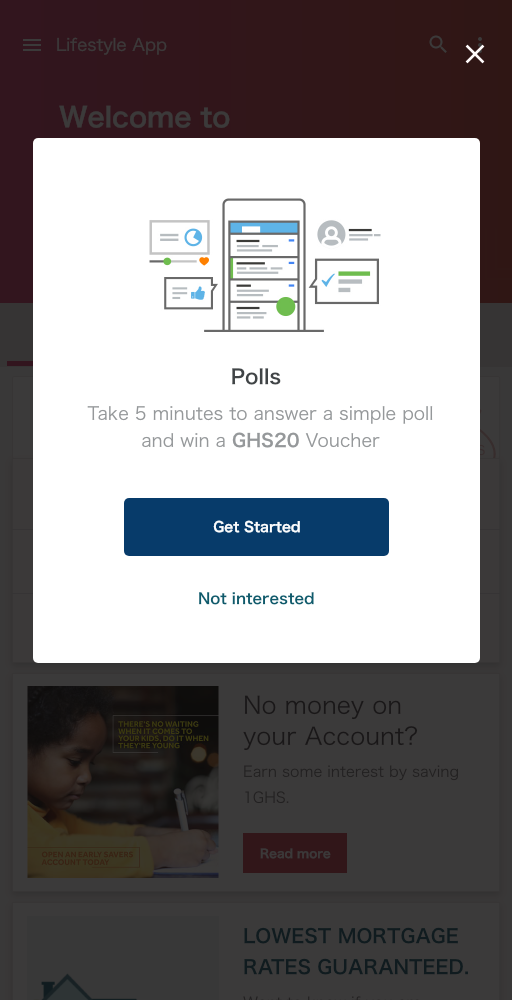 Lifestyle App
Welcome to
Polls
Take 5 minutes to answer a simple poll
and win a GHS20 Voucher
Get Started
Not interested
THERE'S NO WAITING
WHEN IT COMES TO
YOUR KIDS, DO IT WHEN
THEY'RE YOUNG
OPEN AN EARLY SAVERS
ACCOUNT TODAY
No money on
your Account?
Earn some interest by saving
1GHS.
Read more
LOWEST MORTGAGE
RATES GUARANTEED.